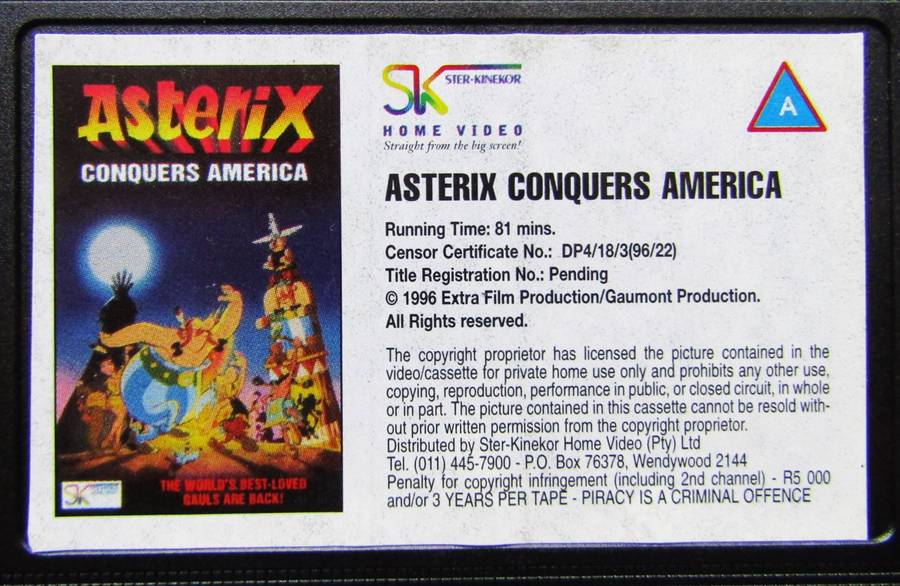 Asterix
CONQUERS AMERICA
THE WORLD'S BEST-LOVED
GAULS ARE BACK!
SK STER-KINEKOR
HOME VIDEO
Straight from the big screen!
A
ASTERIX CONQUERS AMERICA
Running Time: 81 mins.
Censor Certificate No.: DP4/18/3(96/22)
Title Registration No.: Pending
© 1996 Extra Film Production/Gaumont Production.
All Rights reserved.
The copyright proprietor has licensed the picture contained in the
video/cassette for private home use only and prohibits any other use,
copying, reproduction, performance in public, or closed circuit, in whole
or in part. The picture contained in this cassette cannot be resold with-
out prior written permission from the copyright proprietor.
Distributed by Ster-Kinekor Home Video (Pty) Ltd
Tel. (011) 445-7900 - P.O. Box 76378, Wendywood 2144
Penalty for copyright infringement (including 2nd channel) - R5 000
and/or 3 YEARS PER TAPE - PIRACY IS A CRIMINAL OFFENCE
SK